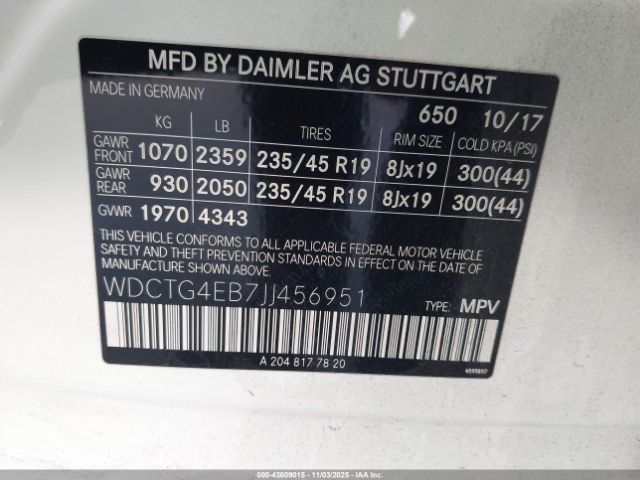 MFD BY DAIMLER AG STUTTGART
MADE IN GERMANY 650 10/17
KG LB TIRES RIM SIZE COLD KPA (PSI)
GAWR FRONT 1070 2359 235/45 R19 8Jx19 300(44)
GAWR REAR 930 2050 235/45 R19 8Jx19 300(44)
GVWR 1970 4343
THIS VEHICLE CONFORMS TO ALL APPLICABLE FEDERAL MOTOR VEHICLE
SAFETY, BUMPER, AND THEFT PREVENTION STANDARDS IN EFFECT
ON THE DATE OF MANUFACTURE SHOWN ABOVE.
WDCTG4EB7JJ456951 TYPE: MPV
A 204 817 78 20
000-43609015 - 11/03/2025 - IAAI.COM